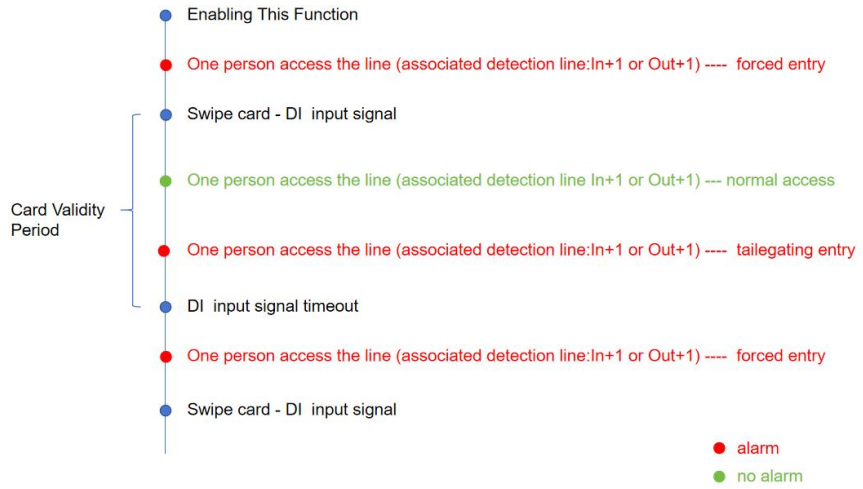 Enabling This Function
One person access the line (associated detection line:In+1 or Out+1) ---- forced entry
Swipe card - DI input signal
One person access the line (associated detection line In+1 or Out+1) --- normal access
Card Validity
Period
One person access the line (associated detection line:In+1 or Out+1) ---- tailegating entry
DI input signal timeout
One person access the line (associated detection line:In+1 or Out+1) ---- forced entry
Swipe card - DI input signal
alarm
no alarm